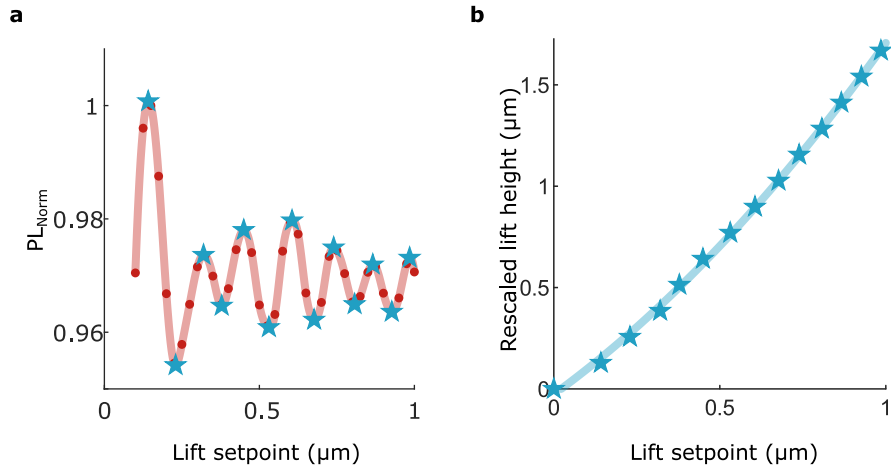 a
1
0.98
0.96
PL_Norm
0
0.5
1
Lift setpoint (µm)
b
1.5
1
0.5
0
Rescaled lift height (µm)
0
0.5
1
Lift setpoint (µm)